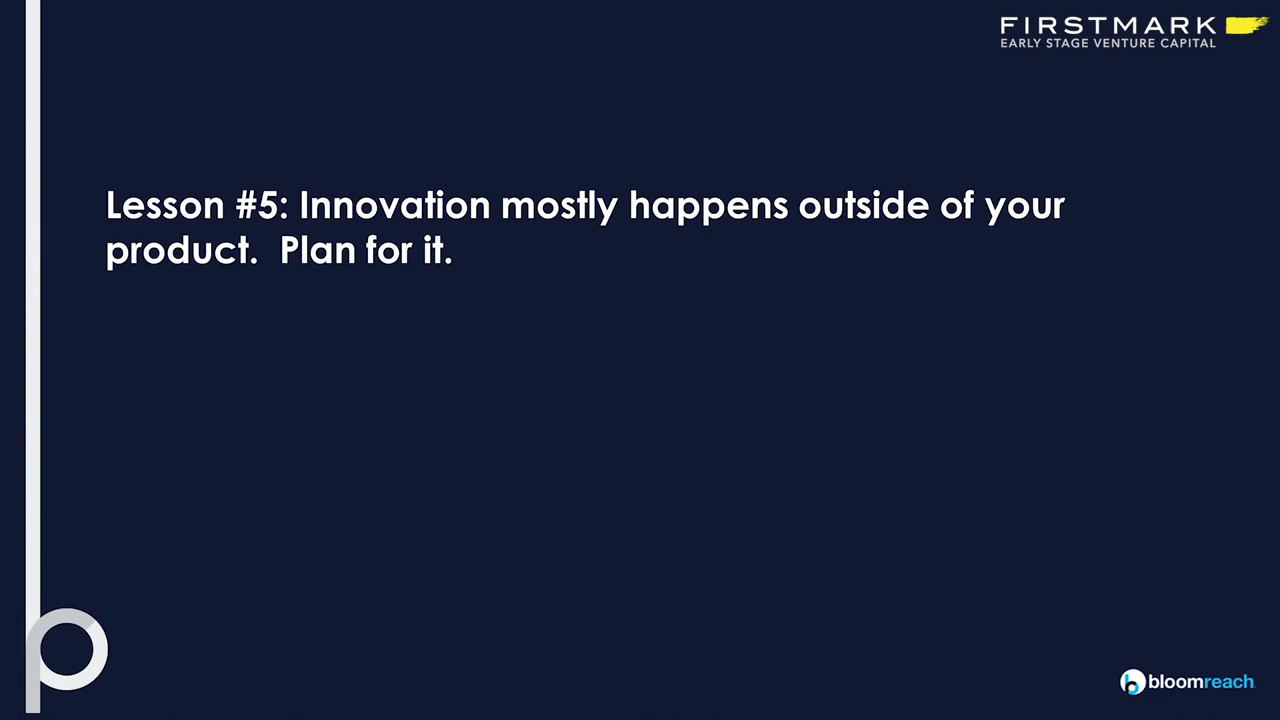 FIRSTMARK
EARLY STAGE VENTURE CAPITAL
Lesson #5: Innovation mostly happens outside of your
product.  Plan for it.
bloomreach